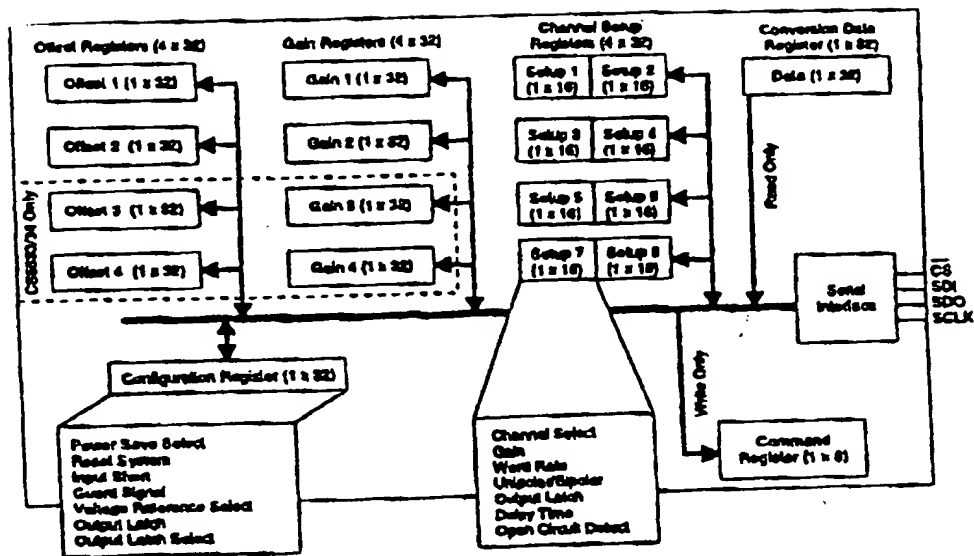 Offset Registers (4 x 32)
Offset 1 (1 x 32)
Offset 2 (1 x 32)
Offset 3 (1 x 32)
Offset 4 (1 x 32)
Gain Registers (4 x 32)
Gain 1 (1 x 32)
Gain 2 (1 x 32)
Gain 3 (1 x 32)
Gain 4 (1 x 32)
Channel Setup
Registers (4 x 32)
Setup 1
(1 x 16)
Setup 2
(1 x 16)
Setup 3
(1 x 16)
Setup 4
(1 x 16)
Setup 5
(1 x 16)
Setup 6
(1 x 16)
Setup 7
(1 x 16)
Setup 8
(1 x 16)
Conversion Data
Register (1 x 32)
Data (1 x 32)
Read Only
CS5533/34 Only
Serial
Interface
CS
SDI
SDO
SCLK
Write Only
Command
Register (1 x 8)
Configuration Register (1 x 32)
Power Save Select
Reset System
Input Short
Guard Signal
Voltage Reference Select
Output Latch
Output Latch Select
Channel Select
Gain
Word Rate
Unipolar/Bipolar
Output Latch
Delay Time
Open Circuit Detect